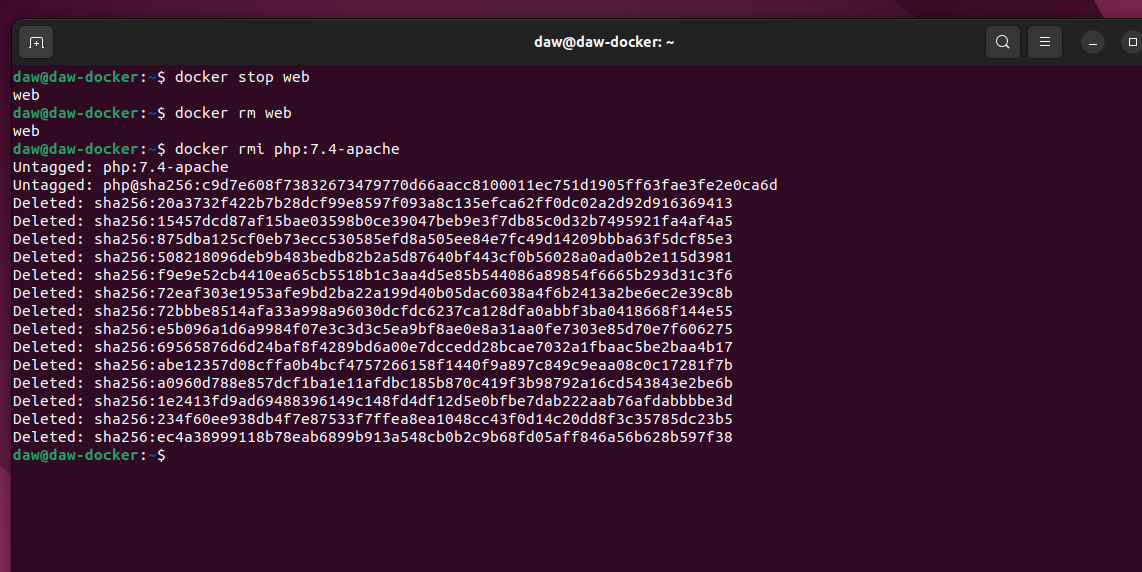 daw@daw-docker: ~
daw@daw-docker:~$ docker stop web
web
daw@daw-docker:~$ docker rm web
web
daw@daw-docker:~$ docker rmi php:7.4-apache
Untagged: php:7.4-apache
Untagged: php@sha256:c9d7e608f73832673479770d66aacc8100011ec751d1905ff63fae3fe2e0ca6d
Deleted: sha256:20a3732f422b7b28dcf99e8597f093a8c135efca62ff0dc02a2d92d916369413
Deleted: sha256:15457dcd87af15bae03598b0ce39047beb9e3f7db85c0d32b7495921fa4af4a5
Deleted: sha256:875dba125cf0eb73ecc530585efd8a505ee84e7fc49d14209bbba63f5dcf85e3
Deleted: sha256:508218096deb9b483bedb82b2a5d87640bf443cf0b56028a0ada0b2e115d3981
Deleted: sha256:f9e9e52cb4410ea65cb5518b1c3aa4d5e85b544086a89854f6665b293d31c3f6
Deleted: sha256:72eaf303e1953afe9bd2ba22a199d40b05dac6038a4f6b2413a2be6ec2e39c8b
Deleted: sha256:72bbbe8514afa33a998a96030dcfdc6237ca128dfa0abbf3ba0418668f144e55
Deleted: sha256:e5b096a1d6a9984f07e3c3d3c5ea9bf8ae0e8a31aa0fe7303e85d70e7f606275
Deleted: sha256:69565876d6d24baf8f4289bd6a00e7dccedd28bcae7032a1fbaac5be2baa4b17
Deleted: sha256:abe12357d08cffa0b4bcf4757266158f1440f9a897c849c9eaa08c0c17281f7b
Deleted: sha256:a0960d788e857dcf1ba1e11afdbc185b870c419f3b98792a16cd543843e2be6b
Deleted: sha256:1e2413fd9ad69488396149c148fd4df12d5e0bfbe7dab222aab76afdabbbbe3d
Deleted: sha256:234f60ee938db4f7e87533f7ffea8ea1048cc43f0d14c20dd8f3c35785dc23b5
Deleted: sha256:ec4a38999118b78eab6899b913a548cb0b2c9b68fd05aff846a56b628b597f38
daw@daw-docker:~$